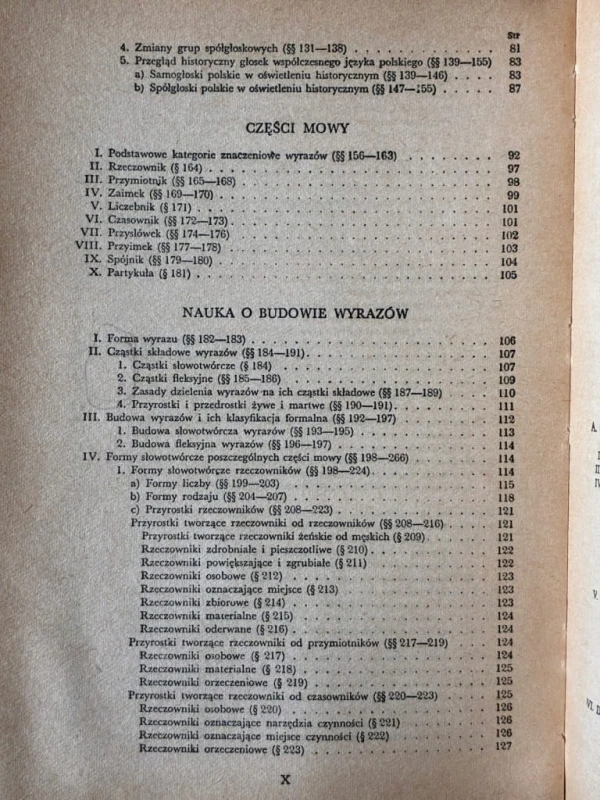 Str
4. Zmiany grup spółgłoskowych (§§ 131—138) . . . . . . . . . . . . 81
5. Przegląd historyczny głosek współczesnego języka polskiego (§§ 139—155) 83
a) Samogłoski polskie w oświetleniu historycznym (§§ 139—146) . . . . 83
b) Spółgłoski polskie w oświetleniu historycznym (§§ 147—155) . . . . . 87
CZĘŚCI MOWY
I. Podstawowe kategorie znaczeniowe wyrazów (§§ 156—163) . . . . . . . . 92
II. Rzeczownik (§ 164) . . . . . . . . . . . . . . . . . . . . 97
III. Przymiotnik (§§ 165—168) . . . . . . . . . . . . . . . . . . 98
IV. Zaimek (§§ 169—170) . . . . . . . . . . . . . . . . . . . . 99
V. Liczebnik (§ 171) . . . . . . . . . . . . . . . . . . . . . 101
VI. Czasownik (§§ 172—173) . . . . . . . . . . . . . . . . . . . 101
VII. Przysłówek (§§ 174—176) . . . . . . . . . . . . . . . . . . 102
VIII. Przyimek (§§ 177—178) . . . . . . . . . . . . . . . . . . . 103
IX. Spójnik (§§ 179—180) . . . . . . . . . . . . . . . . . . . . 104
X. Partykuła (§ 181) . . . . . . . . . . . . . . . . . . . . . 105
NAUKA O BUDOWIE WYRAZÓW
I. Forma wyrazu (§§ 182—183) . . . . . . . . . . . . . . . . . . 106
II. Cząstki składowe wyrazów (§§ 184—191) . . . . . . . . . . . . . 107
1. Cząstki słowotwórcze (§ 184) . . . . . . . . . . . . . . . . 107
2. Cząstki fleksyjne (§§ 185—186) . . . . . . . . . . . . . . . 109
3. Zasady dzielenia wyrazów na ich cząstki składowe (§§ 187—189) . . . . 110
4. Przyrostki i przedrostki żywe i martwe (§§ 190—191) . . . . . . . . 111
III. Budowa wyrazów i ich klasyfikacja formalna (§§ 192—197) . . . . . . . 112
1. Budowa słowotwórcza wyrazów (§§ 193—195) . . . . . . . . . . . 113
2. Budowa fleksyjna wyrazów (§§ 196—197) . . . . . . . . . . . . 114
IV. Formy słowotwórcze poszczególnych części mowy (§§ 198—266) . . . . . . 114
1. Formy słowotwórcze rzeczowników (§§ 198—224) . . . . . . . . . . 114
a) Formy liczby (§§ 199—203) . . . . . . . . . . . . . . . . 115
b) Formy rodzaju (§§ 204—207) . . . . . . . . . . . . . . . 118
c) Przyrostki rzeczowników (§§ 208—223) . . . . . . . . . . . . 121
Przyrostki tworzące rzeczowniki od rzeczowników (§§ 208—216) . . . . 121
Przyrostki tworzące rzeczowniki żeńskie od męskich (§ 209) . . . . . 121
Rzeczowniki zdrobniałe i pieszczotliwe (§ 210) . . . . . . . . . . 122
Rzeczowniki powiększające i zgrubiałe (§ 211) . . . . . . . . . . 122
Rzeczowniki osobowe (§ 212) . . . . . . . . . . . . . . . . 123
Rzeczowniki oznaczające miejsce (§ 213) . . . . . . . . . . . . 123
Rzeczowniki zbiorowe (§ 214) . . . . . . . . . . . . . . . . 123
Rzeczowniki materialne (§ 215) . . . . . . . . . . . . . . . 124
Rzeczowniki oderwane (§ 216) . . . . . . . . . . . . . . . . 124
Przyrostki tworzące rzeczowniki od przymiotników (§§ 217—219) . . . . 124
Rzeczowniki osobowe (§ 217) . . . . . . . . . . . . . . . . 124
Rzeczowniki materialne (§ 218) . . . . . . . . . . . . . . . 125
Rzeczowniki orzeczeniowe (§ 219) . . . . . . . . . . . . . . 125
Przyrostki tworzące rzeczowniki od czasowników (§§ 220—223) . . . . . 125
Rzeczowniki osobowe (§ 220) . . . . . . . . . . . . . . . . 126
Rzeczowniki oznaczające narzędzia czynności (§ 221) . . . . . . . . 126
Rzeczowniki oznaczające miejsce czynności (§ 222) . . . . . . . . . 126
Rzeczowniki orzeczeniowe (§ 223) . . . . . . . . . . . . . . 127
X
A.
V.
VI.